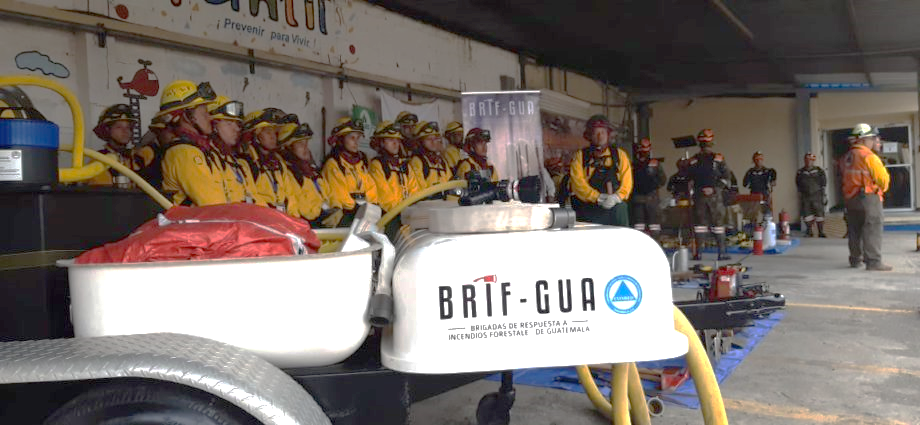 ¡ Prevenir para Vivir !
BRIF-GUA
BRIF-GUA
BRIGADAS DE RESPUESTA A
INCENDIOS FORESTALE DE GUATEMALA